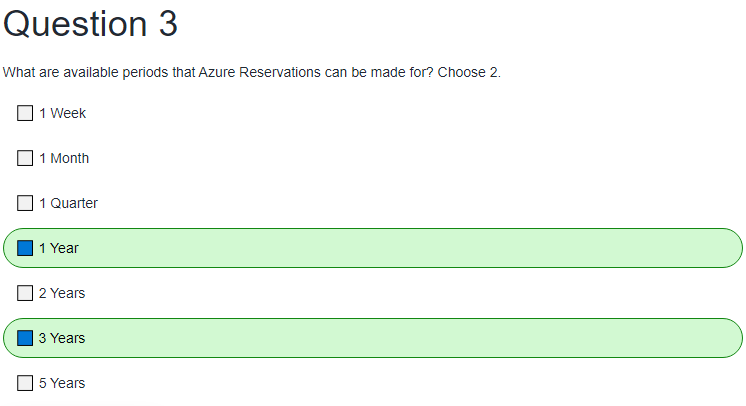 Question 3
What are available periods that Azure Reservations can be made for? Choose 2.
1 Week
1 Month
1 Quarter
1 Year
2 Years
3 Years
5 Years